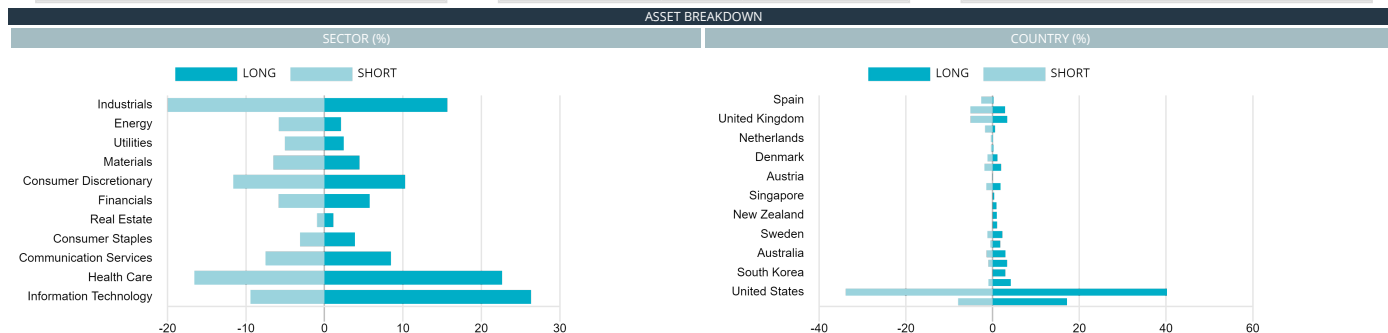 ASSET BREAKDOWN
SECTOR (%)
LONG SHORT
Industrials
Energy
Utilities
Materials
Consumer Discretionary
Financials
Real Estate
Consumer Staples
Communication Services
Health Care
Information Technology
-20 -10 0 10 20 30
COUNTRY (%)
LONG SHORT
Spain
United Kingdom
Netherlands
Denmark
Austria
Singapore
New Zealand
Sweden
Australia
South Korea
United States
-40 -20 0 20 40 60